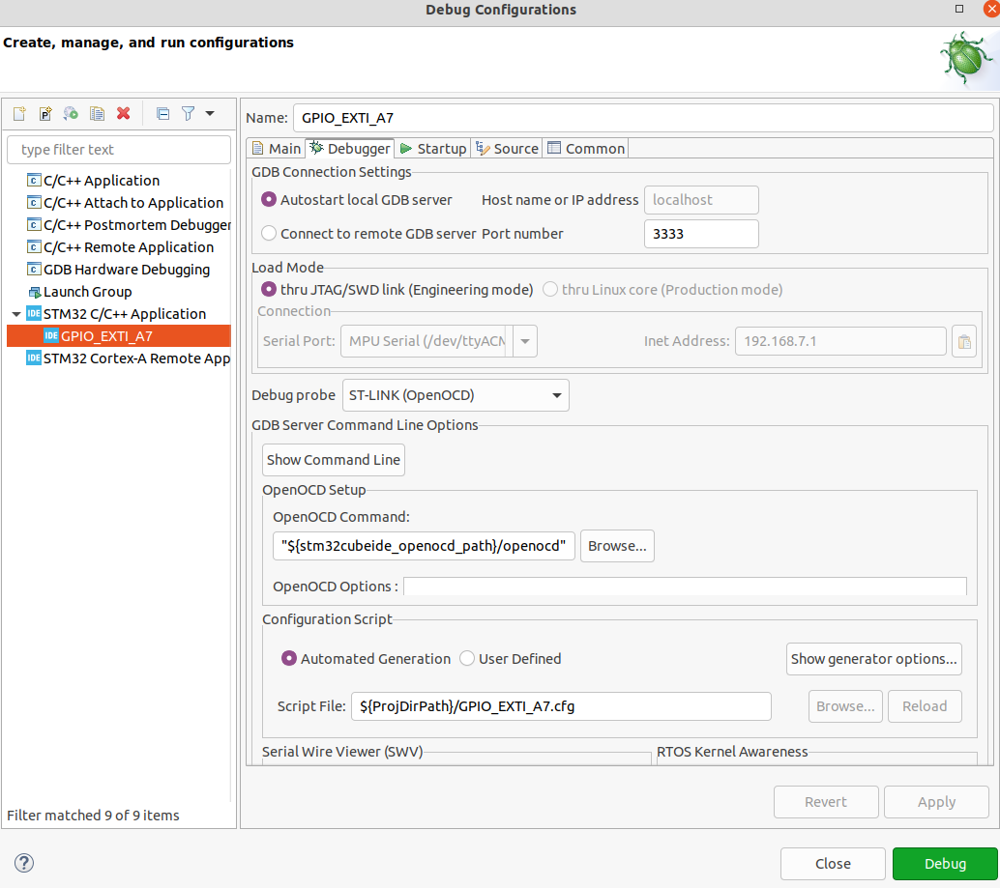 Debug Configurations
Create, manage, and run configurations
type filter text
C/C++ Application
C/C++ Attach to Application
C/C++ Postmortem Debugger
C/C++ Remote Application
GDB Hardware Debugging
Launch Group
STM32 C/C++ Application
IDE GPIO_EXTI_A7
STM32 Cortex-A Remote App
Filter matched 9 of 9 items
Name: GPIO_EXTI_A7
Main Debugger Startup Source Common
GDB Connection Settings
Autostart local GDB server Host name or IP address localhost
Connect to remote GDB server Port number 3333
Load Mode
thru JTAG/SWD link (Engineering mode) thru Linux core (Production mode)
Connection
Serial Port: MPU Serial (/dev/ttyACM Inet Address: 192.168.7.1
Debug probe ST-LINK (OpenOCD)
GDB Server Command Line Options
Show Command Line
OpenOCD Setup
OpenOCD Command:
"${stm32cubeide_openocd_path}/openocd" Browse...
OpenOCD Options :
Configuration Script
Automated Generation User Defined Show generator options...
Script File: ${ProjDirPath}/GPIO_EXTI_A7.cfg Browse... Reload
Serial Wire Viewer (SWV) RTOS Kernel Awareness
Revert Apply
? Close Debug